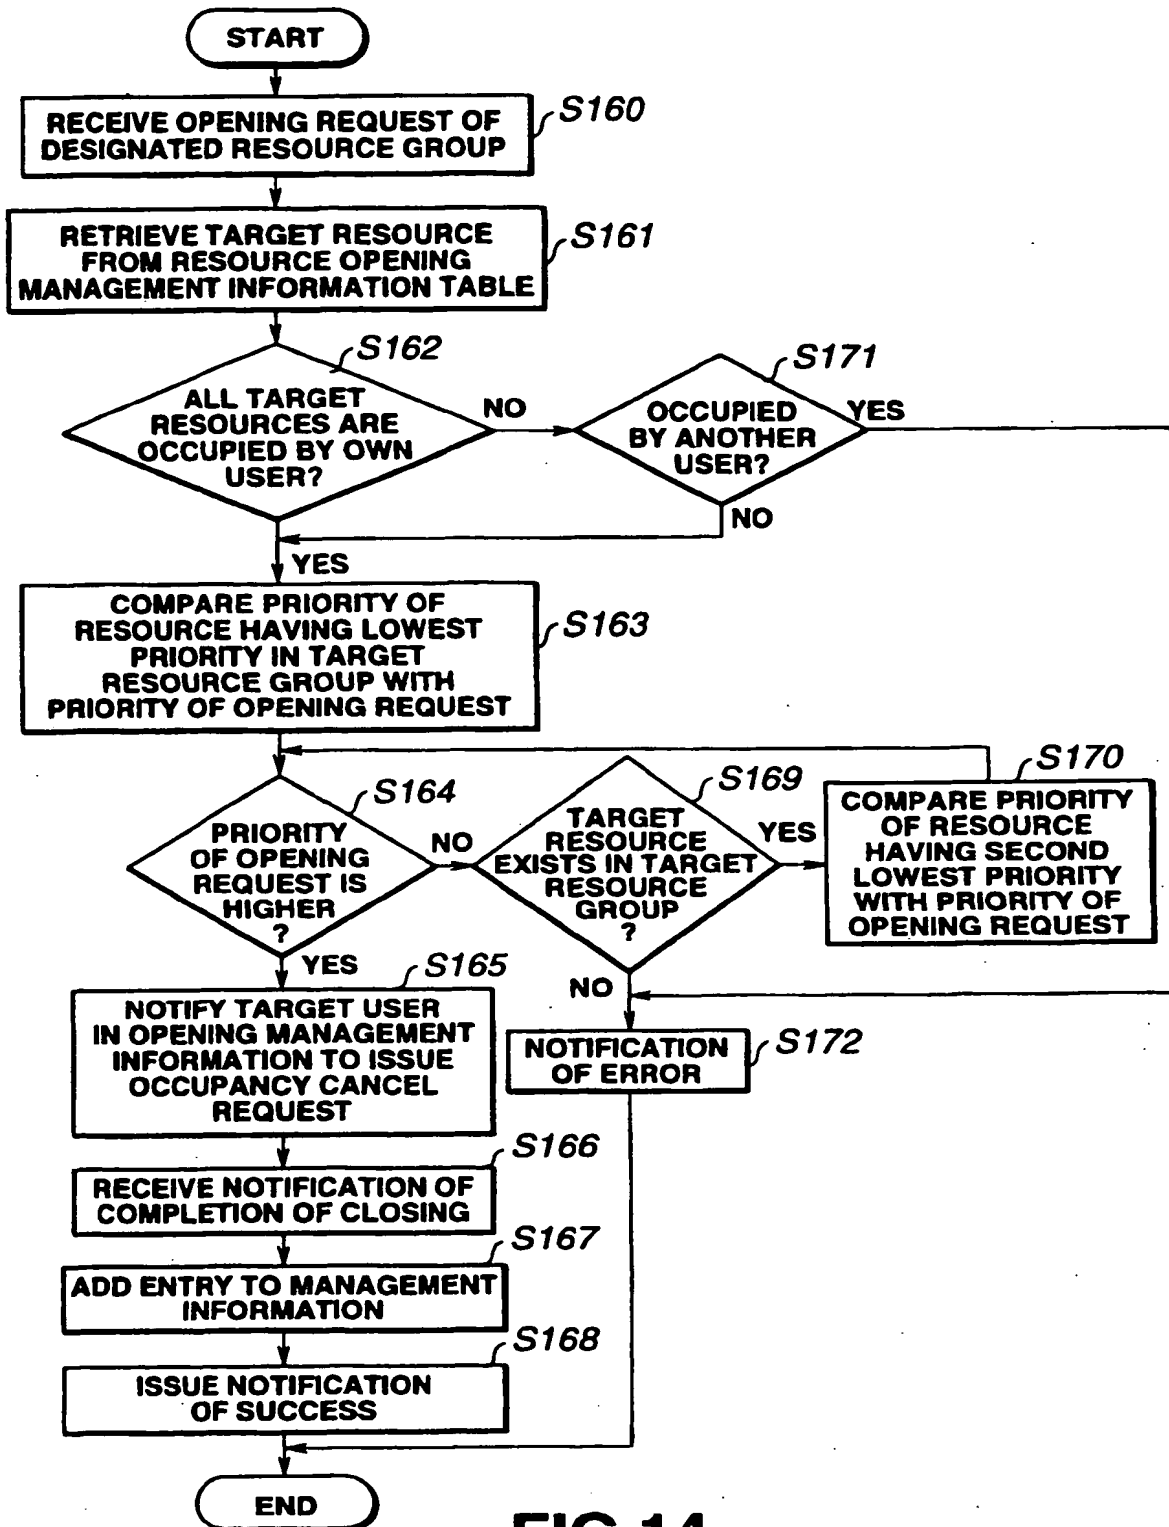 START
RECEIVE OPENING REQUEST OF
DESIGNATED RESOURCE GROUP
S160
RETRIEVE TARGET RESOURCE
FROM RESOURCE OPENING
MANAGEMENT INFORMATION TABLE
S161
S162
ALL TARGET
RESOURCES ARE
OCCUPIED BY OWN
USER?
NO
S171
OCCUPIED
BY ANOTHER
USER?
YES
NO
YES
COMPARE PRIORITY OF
RESOURCE HAVING LOWEST
PRIORITY IN TARGET
RESOURCE GROUP WITH
PRIORITY OF OPENING REQUEST
S163
S164
PRIORITY
OF OPENING
REQUEST IS
HIGHER
?
NO
S169
TARGET
RESOURCE
EXISTS IN TARGET
RESOURCE
GROUP
?
YES
S170
COMPARE PRIORITY
OF RESOURCE
HAVING SECOND
LOWEST PRIORITY
WITH PRIORITY OF
OPENING REQUEST
YES
NO
S165
NOTIFY TARGET USER
IN OPENING MANAGEMENT
INFORMATION TO ISSUE
OCCUPANCY CANCEL
REQUEST
NOTIFICATION
OF ERROR
S172
S166
RECEIVE NOTIFICATION OF
COMPLETION OF CLOSING
S167
ADD ENTRY TO MANAGEMENT
INFORMATION
S168
ISSUE NOTIFICATION
OF SUCCESS
END
FIG.14